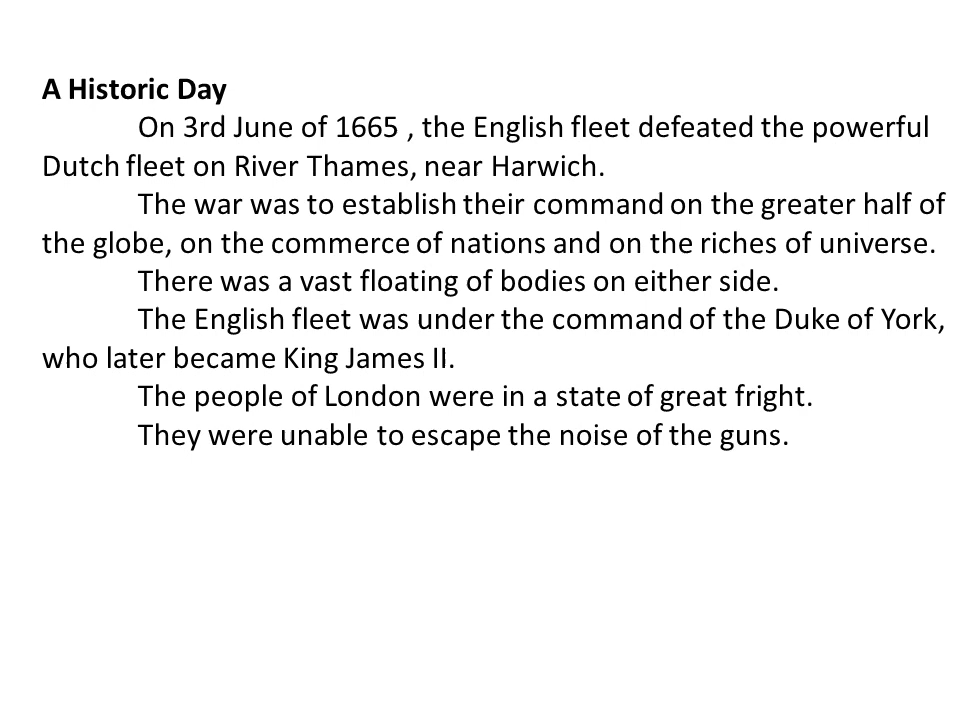 A Historic Day
On 3rd June of 1665 , the English fleet defeated the powerful
Dutch fleet on River Thames, near Harwich.
The war was to establish their command on the greater half of
the globe, on the commerce of nations and on the riches of universe.
There was a vast floating of bodies on either side.
The English fleet was under the command of the Duke of York,
who later became King James II.
The people of London were in a state of great fright.
They were unable to escape the noise of the guns.